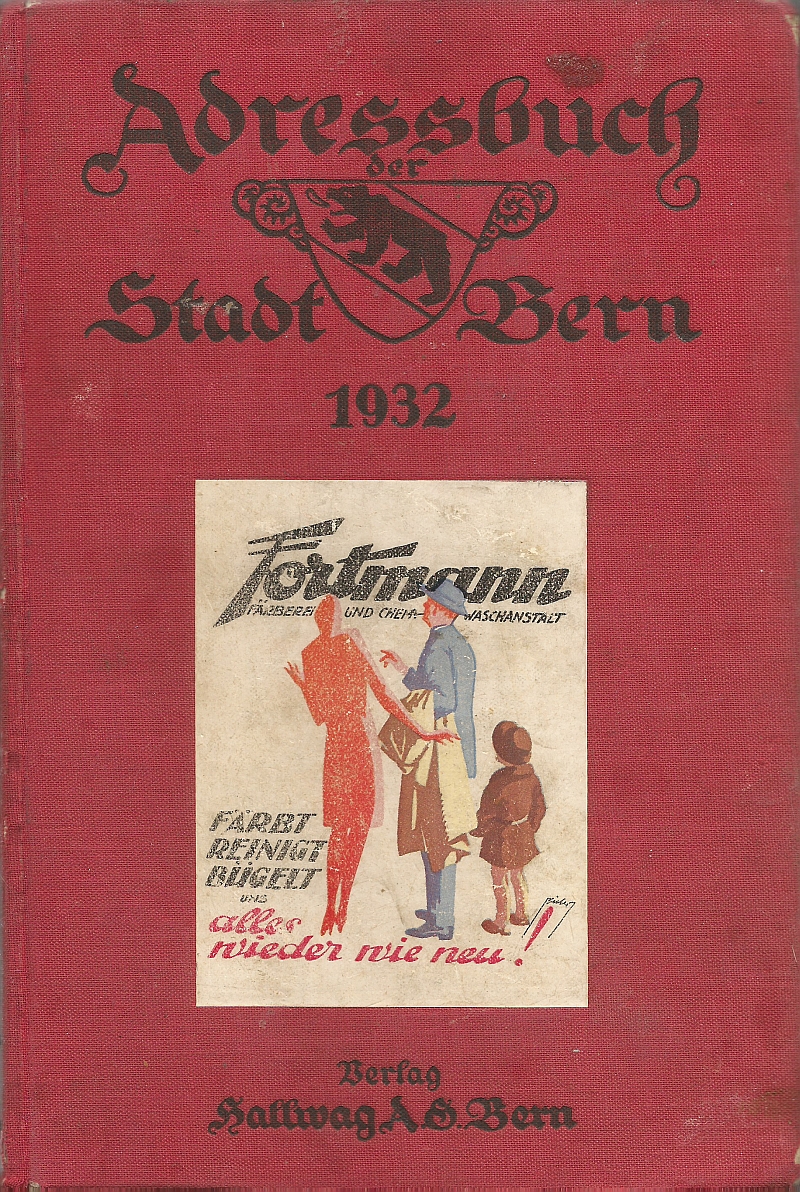 Adressbuch
der
Stadt Bern
1932
Fortmann
FÄRBEREI UND CHEM. WASCHANSTALT
FÄRBT
REINIGT
BÜGELT
UND
alles
wieder wie neu!
Verlag
Hallwag A.G. Bern